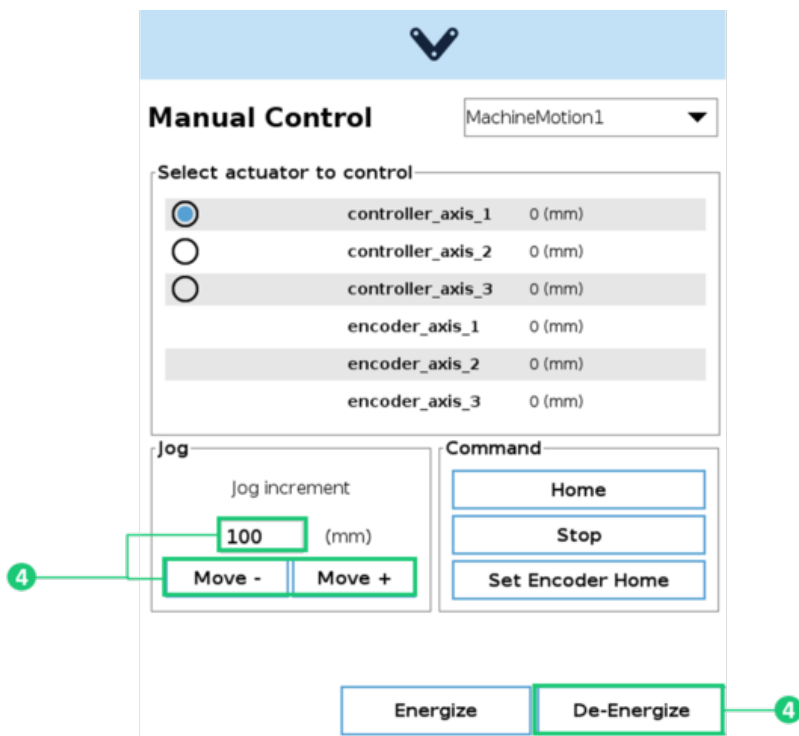 Manual Control
MachineMotion1
Select actuator to control
controller_axis_1 0 (mm)
controller_axis_2 0 (mm)
controller_axis_3 0 (mm)
encoder_axis_1 0 (mm)
encoder_axis_2 0 (mm)
encoder_axis_3 0 (mm)
Jog
Jog increment
100 (mm)
4
Move - Move +
Command
Home
Stop
Set Encoder Home
Energize De-Energize
4